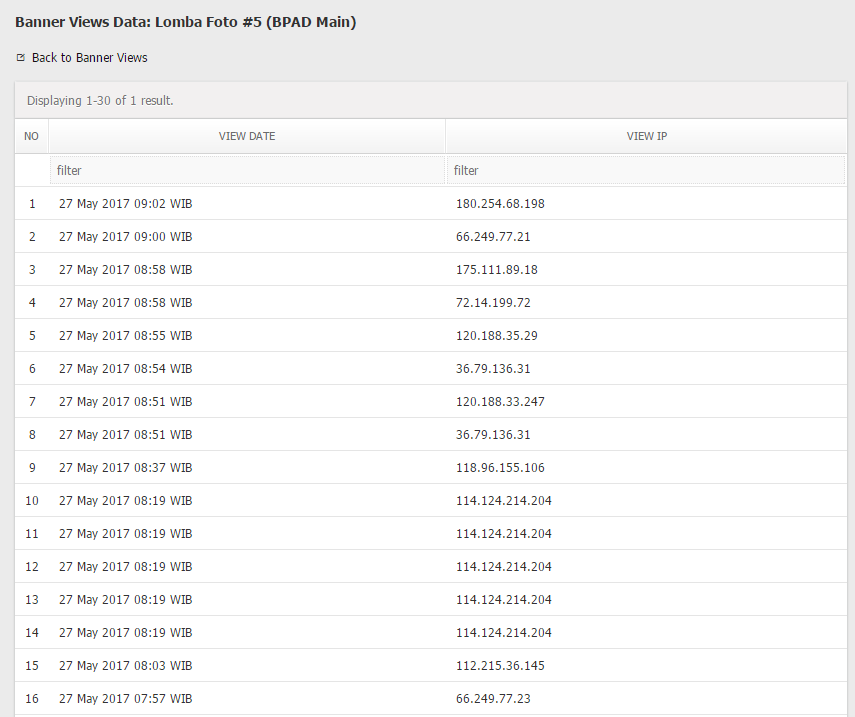 Banner Views Data: Lomba Foto #5 (BPAD Main)
Back to Banner Views
Displaying 1-30 of 1 result.
NO VIEW DATE VIEW IP
filter filter
1 27 May 2017 09:02 WIB 180.254.68.198
2 27 May 2017 09:00 WIB 66.249.77.21
3 27 May 2017 08:58 WIB 175.111.89.18
4 27 May 2017 08:58 WIB 72.14.199.72
5 27 May 2017 08:55 WIB 120.188.35.29
6 27 May 2017 08:54 WIB 36.79.136.31
7 27 May 2017 08:51 WIB 120.188.33.247
8 27 May 2017 08:51 WIB 36.79.136.31
9 27 May 2017 08:37 WIB 118.96.155.106
10 27 May 2017 08:19 WIB 114.124.214.204
11 27 May 2017 08:19 WIB 114.124.214.204
12 27 May 2017 08:19 WIB 114.124.214.204
13 27 May 2017 08:19 WIB 114.124.214.204
14 27 May 2017 08:19 WIB 114.124.214.204
15 27 May 2017 08:03 WIB 112.215.36.145
16 27 May 2017 07:57 WIB 66.249.77.23